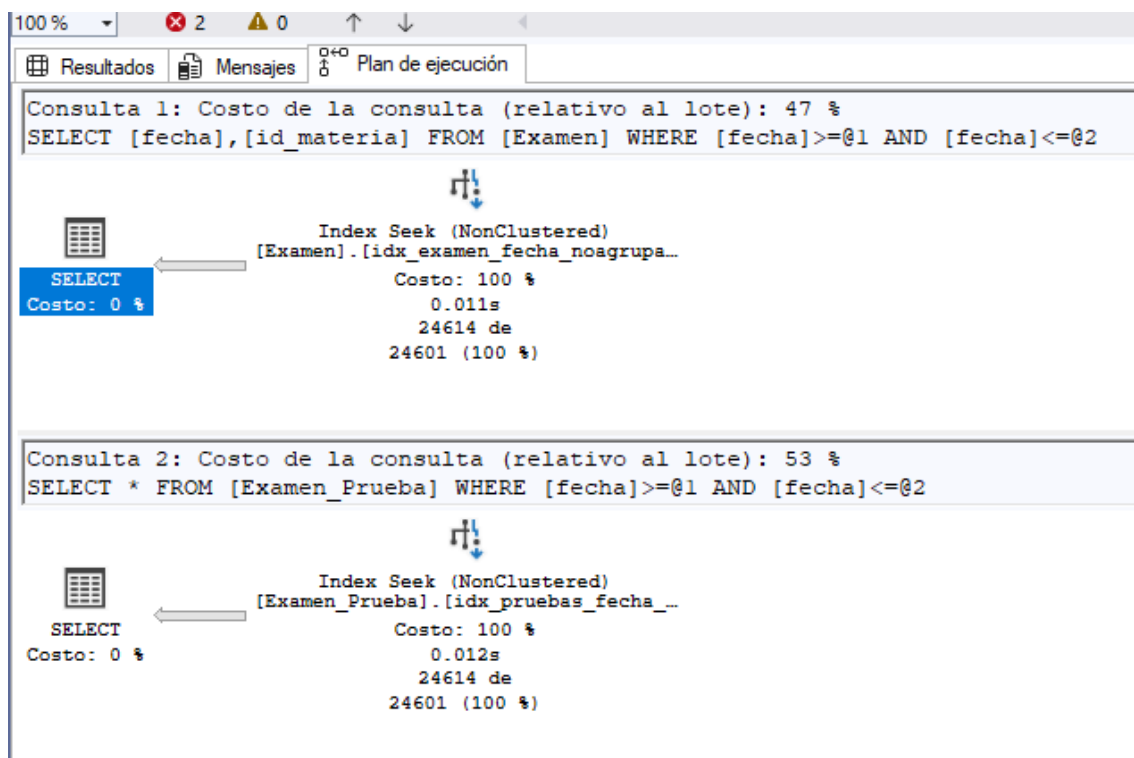 100 %
2
0
Resultados
Mensajes
Plan de ejecución
Consulta 1: Costo de la consulta (relativo al lote): 47 %
SELECT [fecha],[id_materia] FROM [Examen] WHERE [fecha]>=@1 AND [fecha]<=@2
Index Seek (NonClustered)
[Examen].[idx_examen_fecha_noagrupa…
Costo: 100 %
0.011s
24614 de
24601 (100 %)
SELECT
Costo: 0 %
Consulta 2: Costo de la consulta (relativo al lote): 53 %
SELECT * FROM [Examen_Prueba] WHERE [fecha]>=@1 AND [fecha]<=@2
Index Seek (NonClustered)
[Examen_Prueba].[idx_pruebas_fecha_…
Costo: 100 %
0.012s
24614 de
24601 (100 %)
SELECT
Costo: 0 %